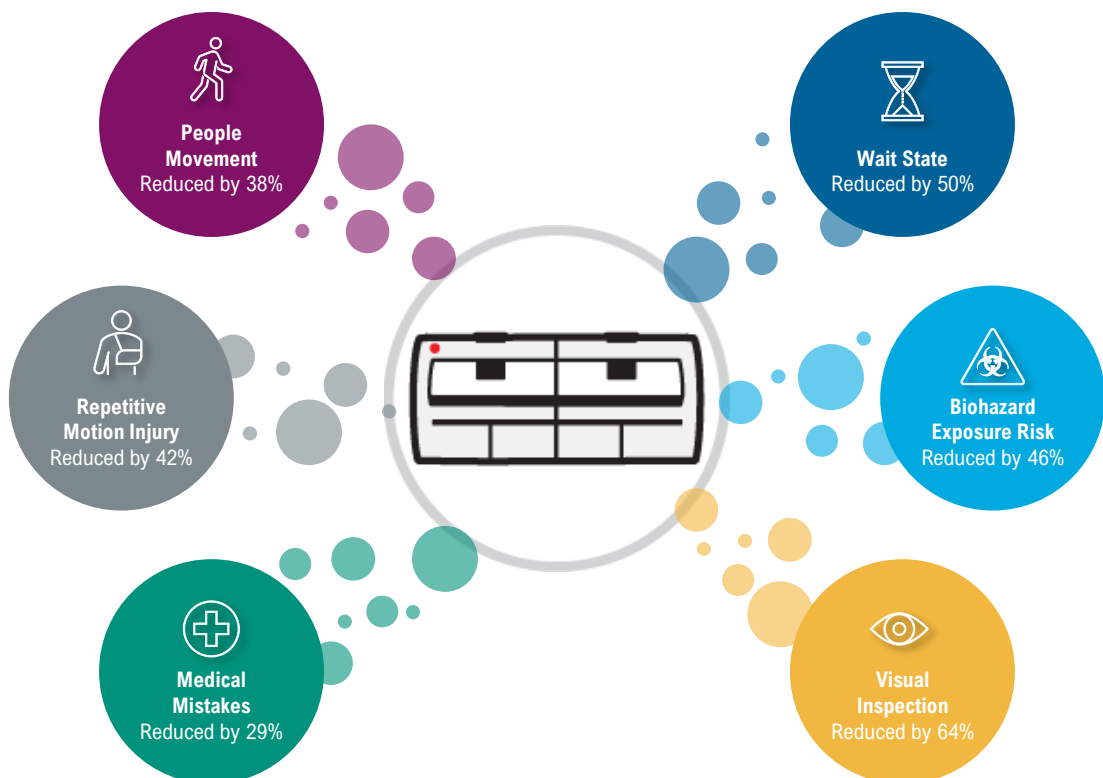 People
Movement
Reduced by 38%
Wait State
Reduced by 50%
Repetitive
Motion Injury
Reduced by 42%
Biohazard
Exposure Risk
Reduced by 46%
Medical
Mistakes
Reduced by 29%
Visual
Inspection
Reduced by 64%